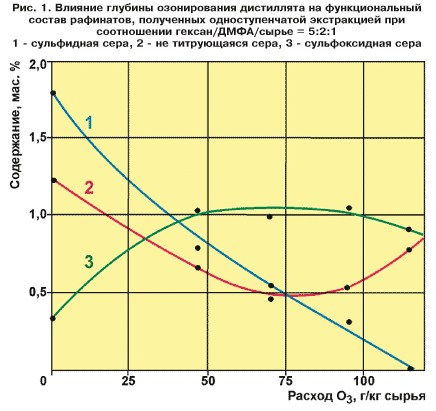 Рис. 1. Влияние глубины озонирования дистиллята на функциональный
состав рафинатов, полученных одноступенчатой экстракцией при
соотношении гексан/ДМФА/сырье = 5:2:1
1 - сульфидная сера, 2 - не титрующаяся сера, 3 - сульфоксидная сера
Содержание, мас. %
2,0
1,5
1,0
0,5
0
1
2
3
0 25 50 75 100
Расход O3, г/кг сырья